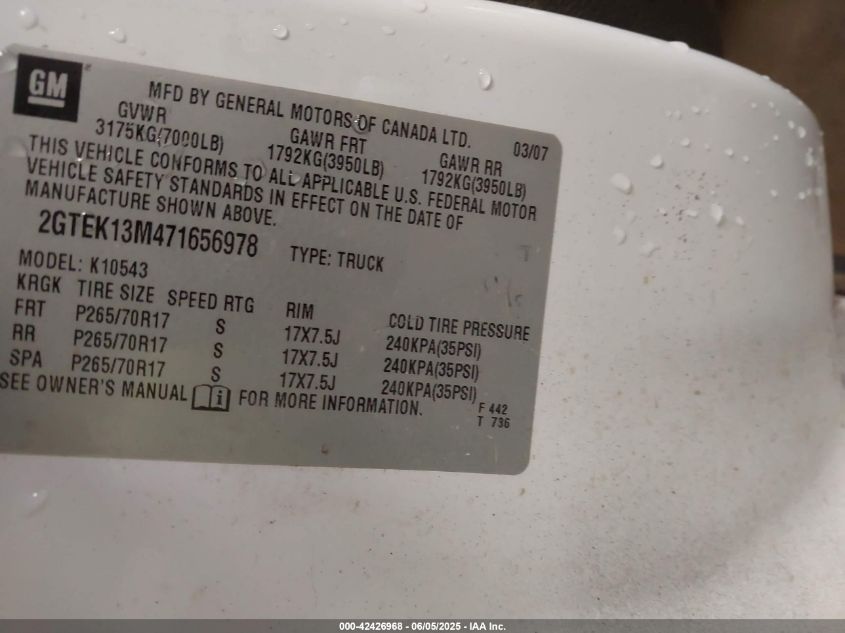 GM
MFD BY GENERAL MOTORS OF CANADA LTD. 03/07
GVWR GAWR FRT GAWR RR
3175KG(7000LB) 1792KG(3950LB) 1792KG(3950LB)
THIS VEHICLE CONFORMS TO ALL APPLICABLE U.S. FEDERAL MOTOR
VEHICLE SAFETY STANDARDS IN EFFECT ON THE DATE OF
MANUFACTURE SHOWN ABOVE.
2GTEK13M471656978 TYPE: TRUCK
MODEL: K10543
KRGK TIRE SIZE SPEED RTG RIM COLD TIRE PRESSURE
FRT P265/70R17 S 17X7.5J 240KPA(35PSI)
RR P265/70R17 S 17X7.5J 240KPA(35PSI)
SPA P265/70R17 S 17X7.5J 240KPA(35PSI)
SEE OWNER'S MANUAL FOR MORE INFORMATION.
F 442
T 736
000-42426968 - 06/05/2025 - IAA Inc.